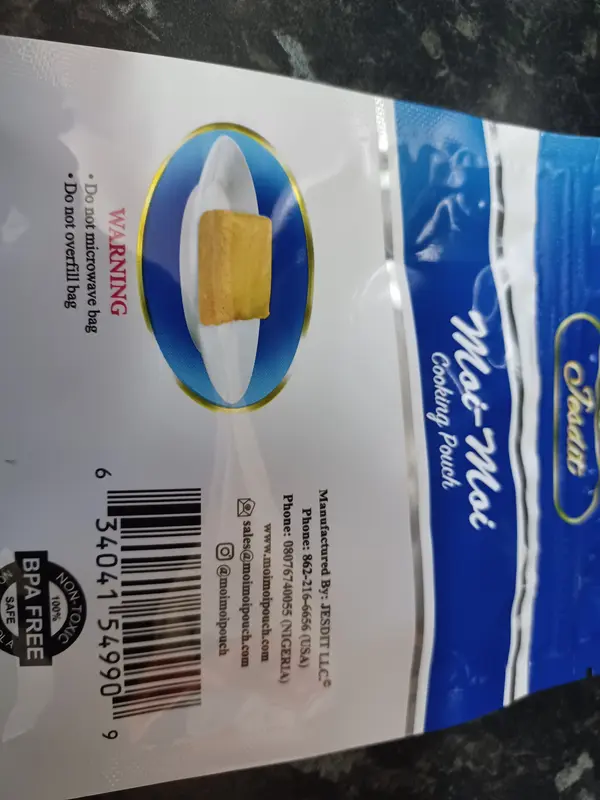 Jesdit
Moi-Moi
Cooking Pouch
WARNING
• Do not microwave bag
• Do not overfill bag
Manufactured By: JESDIT LLC.©
Phone: 862-216-6656 (USA)
Phone: 08076740055 (NIGERIA)
www.moimoipouch.com
sales@moimoipouch.com
@moimoipouch
6 34041 54990 9
NON-TOXIC
100%
BPA FREE
SAFE